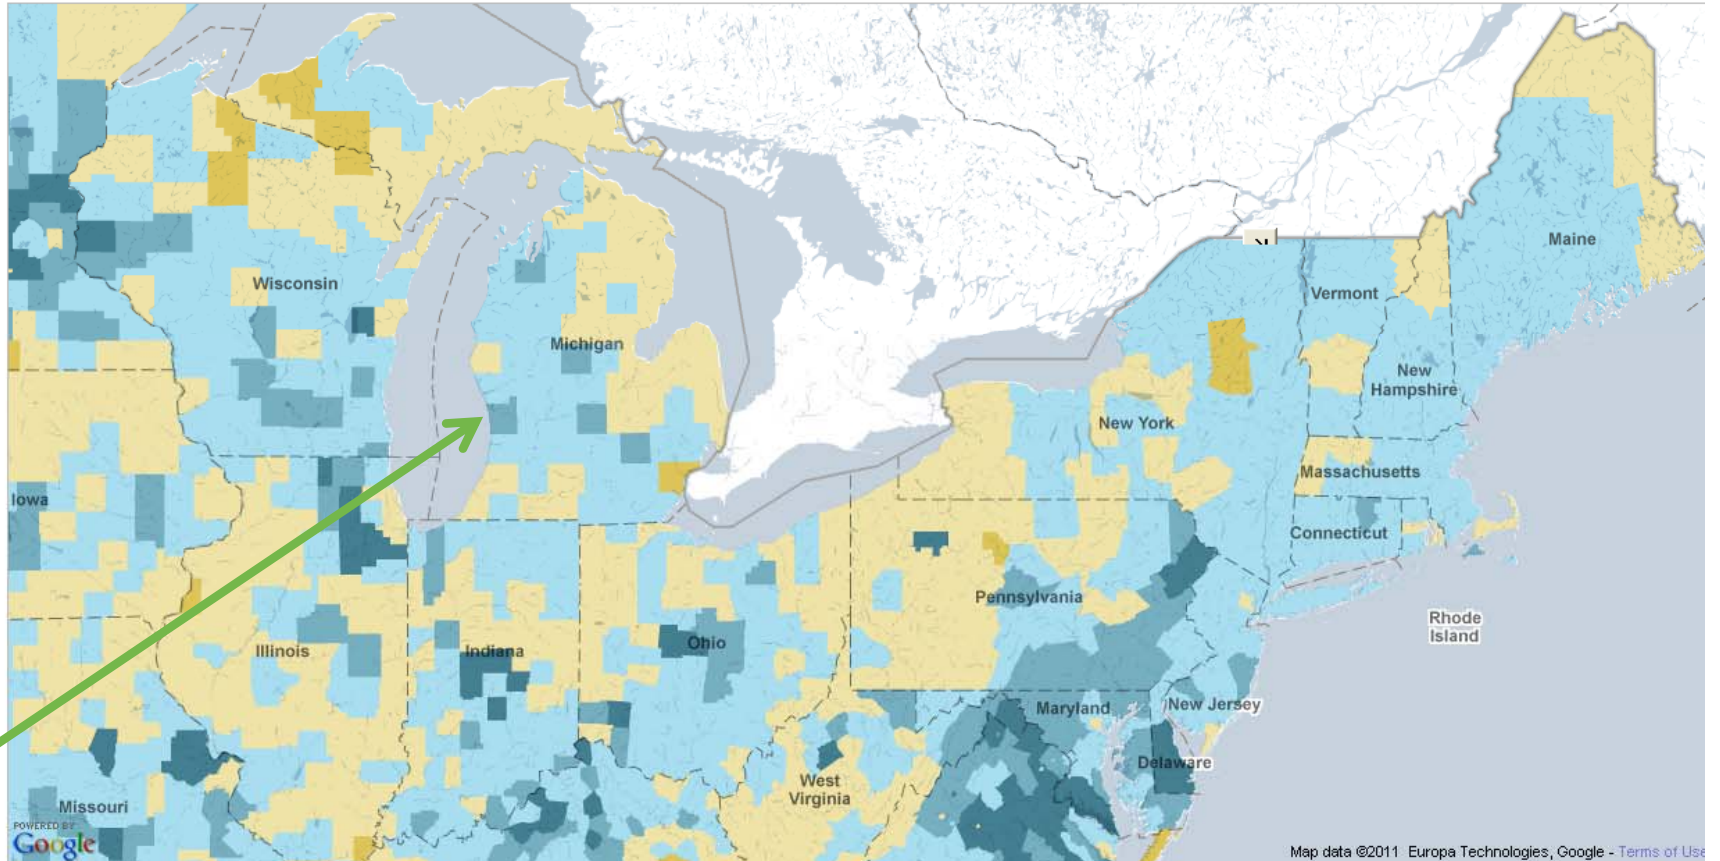 Maine
Wisconsin
Vermont
Michigan
New
Hampshire
New York
Massachusetts
Iowa
Connecticut
Pennsylvania
Rhode
Island
Illinois
Indiana
Ohio
Maryland
New Jersey
Delaware
West
Virginia
Missouri
POWERED BY
Google
Map data ©2011 Europa Technologies, Google - Terms of Use